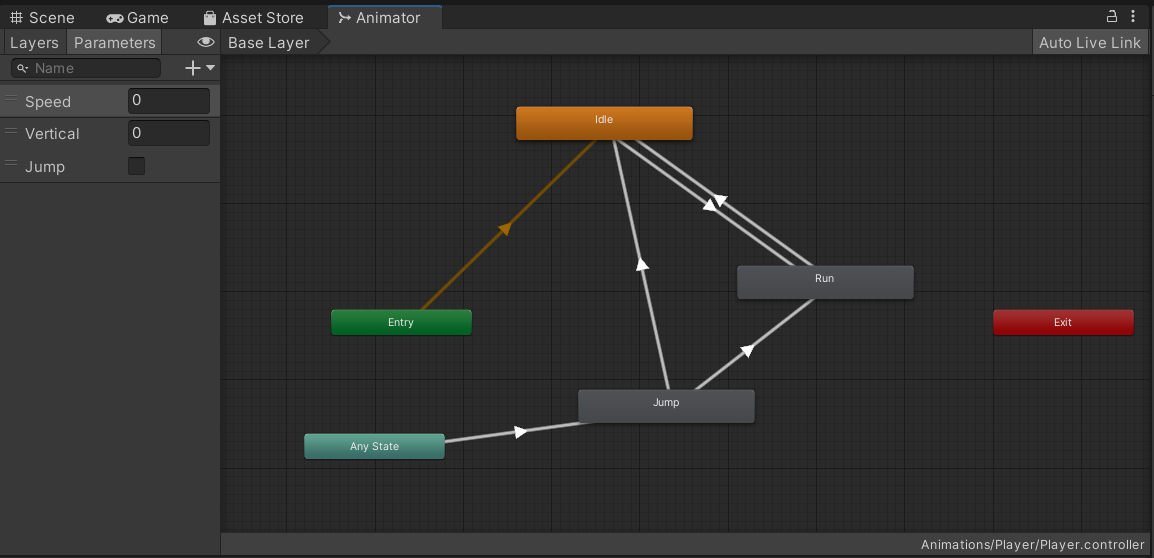 Scene Game Asset Store Animator
Layers Parameters Base Layer Auto Live Link
Name
Speed 0
Vertical 0
Jump
Idle
Run
Entry
Exit
Jump
Any State
Animations/Player/Player.controller